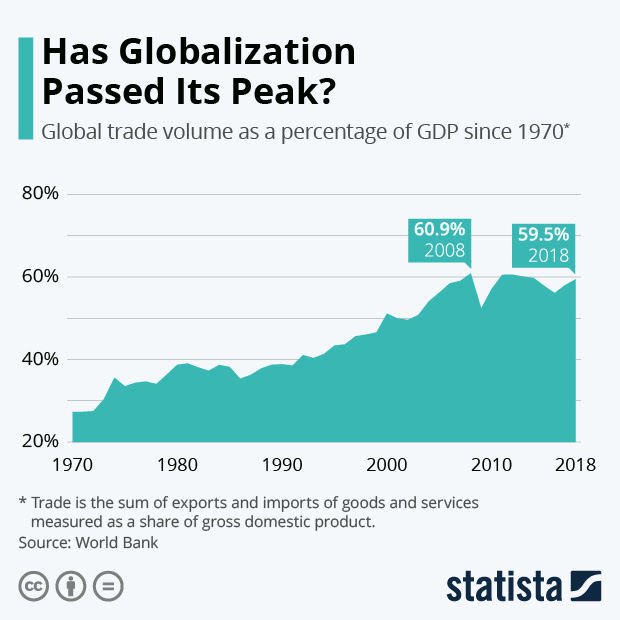 Has Globalization
Passed Its Peak?
Global trade volume as a percentage of GDP since 1970*
80%
60%
40%
20%
60.9%
2008
59.5%
2018
1970 1980 1990 2000 2010 2018
* Trade is the sum of exports and imports of goods and services
measured as a share of gross domestic product.
Source: World Bank
cc
statista